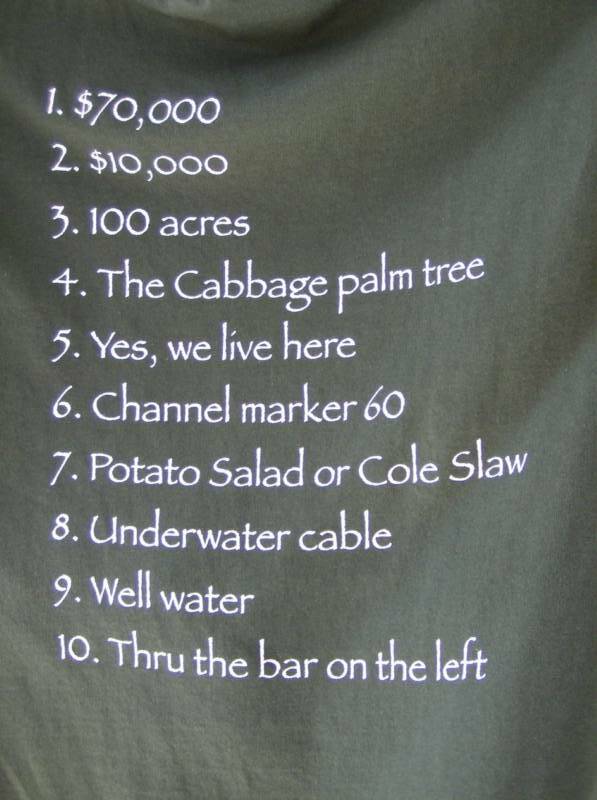 1. $70,000
2. $10,000
3. 100 acres
4. The Cabbage palm tree
5. Yes, we live here
6. Channel marker 60
7. Potato Salad or Cole Slaw
8. Underwater cable
9. Well water
10. Thru the bar on the left